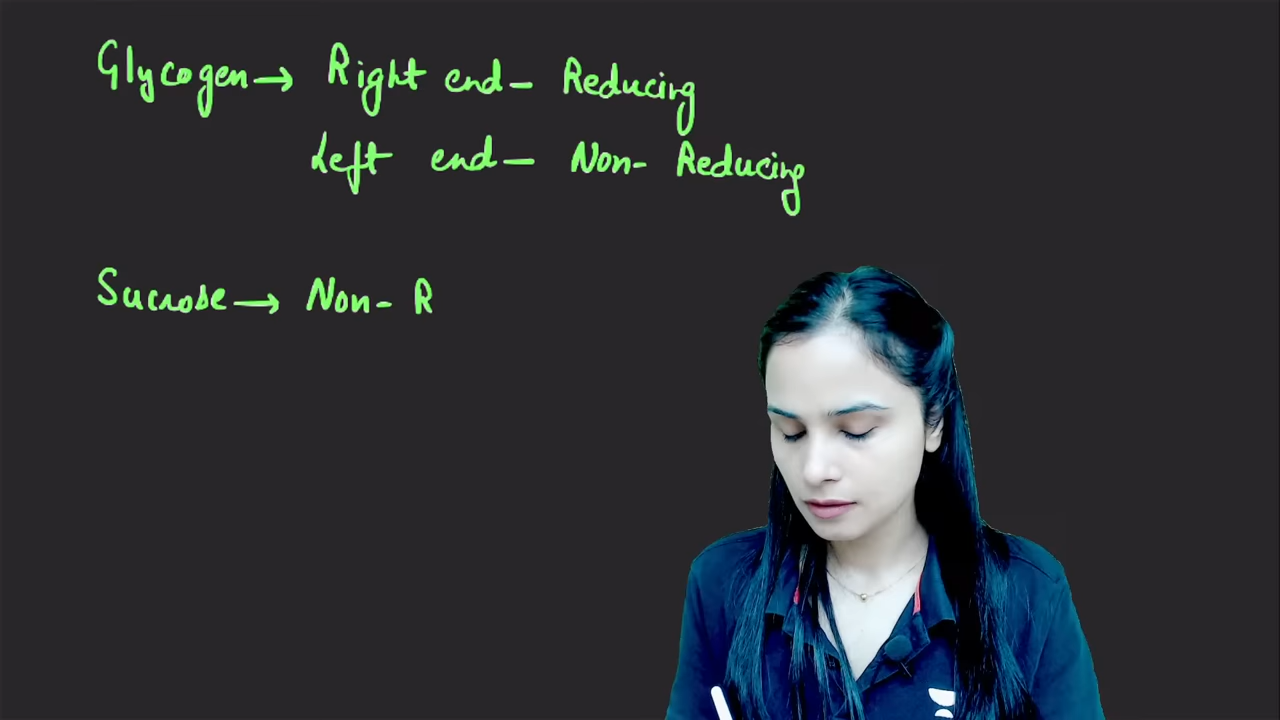 Glycogen → Right end - Reducing
Left end - Non- Reducing
Sucrose → Non- R